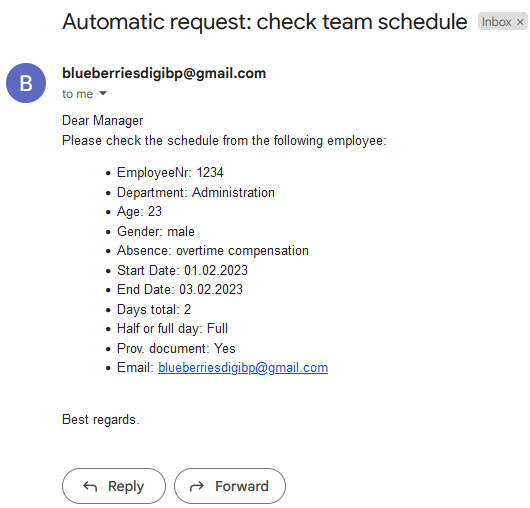 Automatic request: check team schedule Inbox ×
B
blueberriesdigibp@gmail.com
to me
Dear Manager
Please check the schedule from the following employee:
• EmployeeNr: 1234
• Department: Administration
• Age: 23
• Gender: male
• Absence: overtime compensation
• Start Date: 01.02.2023
• End Date: 03.02.2023
• Days total: 2
• Half or full day: Full
• Prov. document: Yes
• Email: blueberriesdigibp@gmail.com
Best regards.
Reply Forward